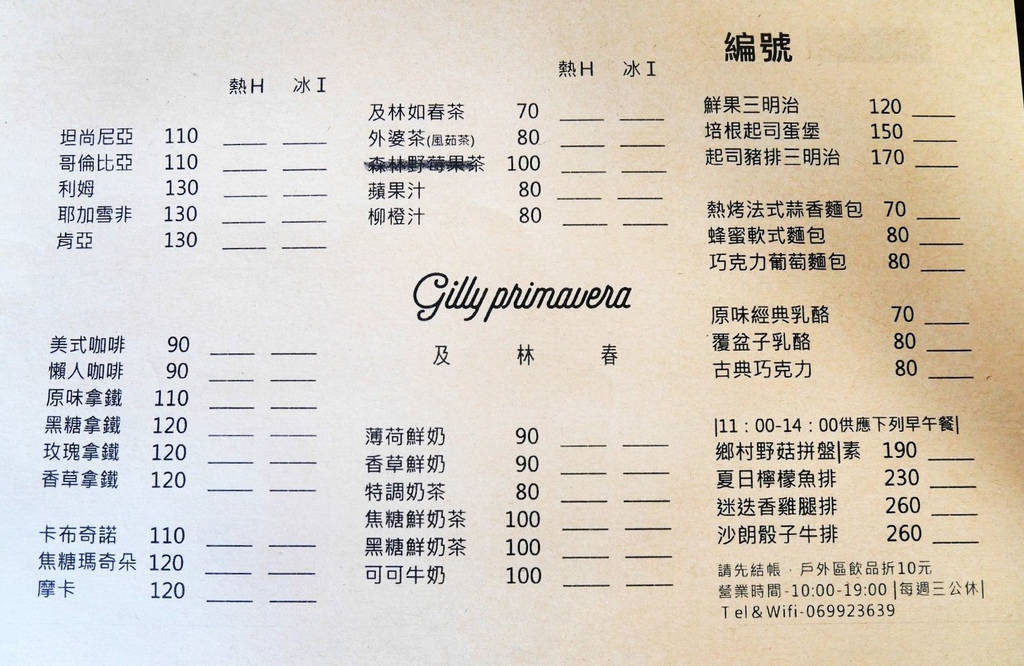 編號
熱H 冰I
坦尚尼亞 110
哥倫比亞 110
利姆 130
耶加雪非 130
肯亞 130
美式咖啡 90
懶人咖啡 90
原味拿鐵 110
黑糖拿鐵 120
玫瑰拿鐵 120
香草拿鐵 120
卡布奇諾 110
焦糖瑪奇朵 120
摩卡 120
熱H 冰I
及林如春茶 70
外婆茶(風茹茶) 80
森林野莓果茶 100
蘋果汁 80
柳橙汁 80
Gilly primavera
及 林 春
薄荷鮮奶 90
香草鮮奶 90
特調奶茶 80
焦糖鮮奶茶 100
黑糖鮮奶茶 100
可可牛奶 100
鮮果三明治 120
培根起司蛋堡 150
起司豬排三明治 170
熱烤法式蒜香麵包 70
蜂蜜軟式麵包 80
巧克力葡萄麵包 80
原味經典乳酪 70
覆盆子乳酪 80
古典巧克力 80
|11：00-14：00供應下列早午餐|
鄉村野菇拼盤|素 190
夏日檸檬魚排 230
迷迭香雞腿排 260
沙朗骰子牛排 260
請先結帳．戶外區飲品折10元
營業時間-10:00-19:00|每週三公休|
Tel&Wifi-069923639